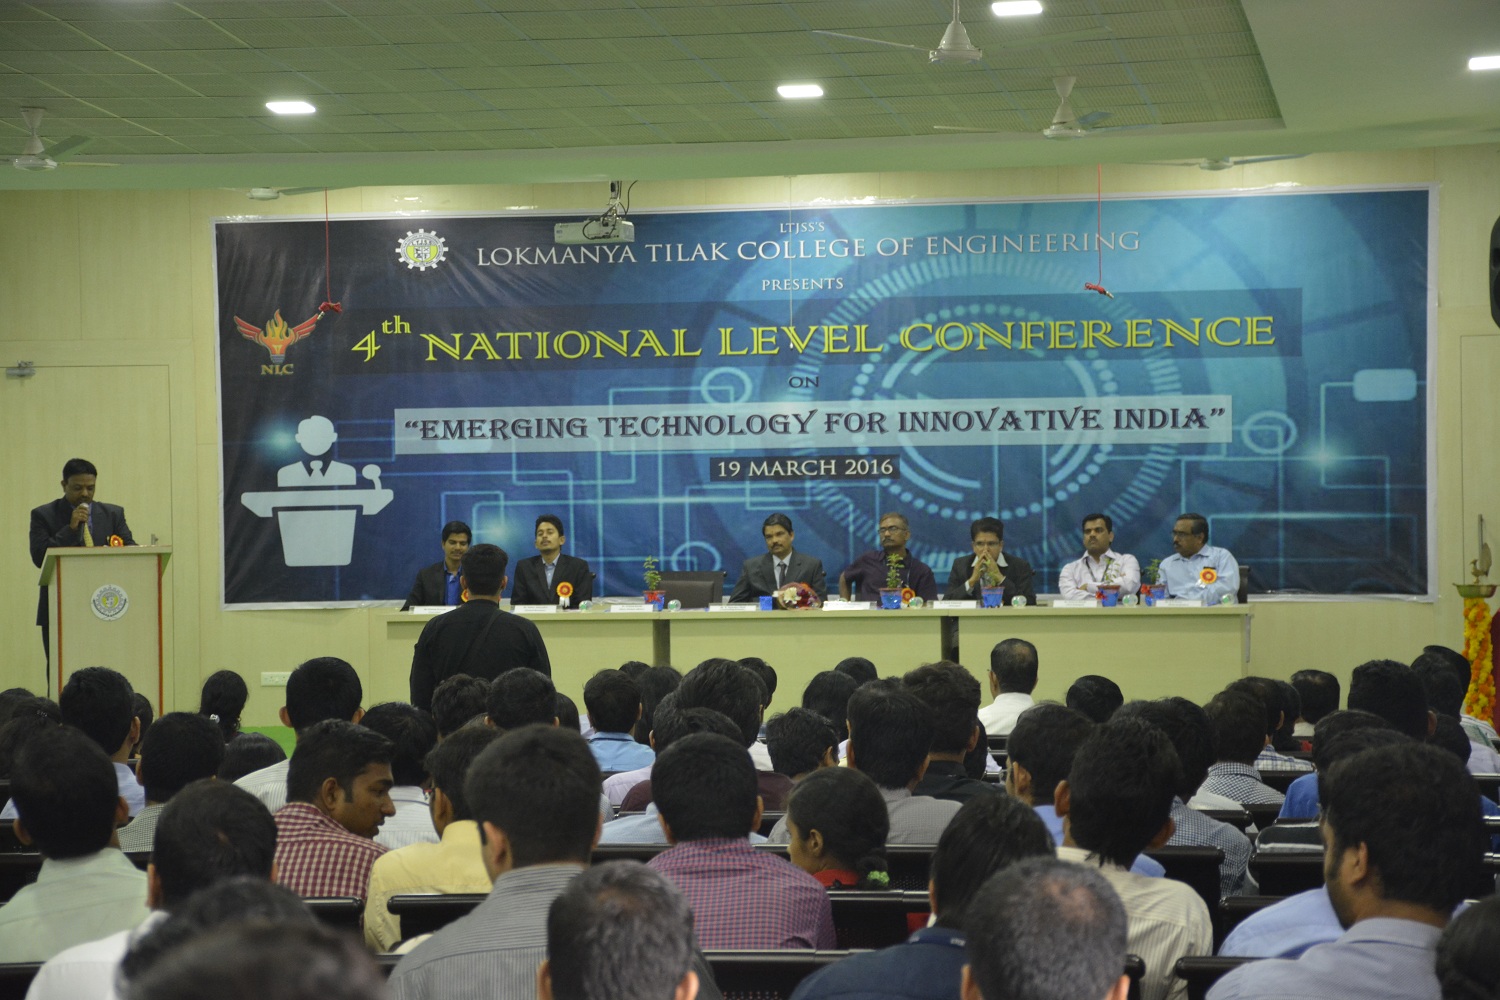 LTJSS'S
LOKMANYA TILAK COLLEGE OF ENGINEERING
PRESENTS
4th NATIONAL LEVEL CONFERENCE
NLC
ON
"EMERGING TECHNOLOGY FOR INNOVATIVE INDIA"
19 MARCH 2016